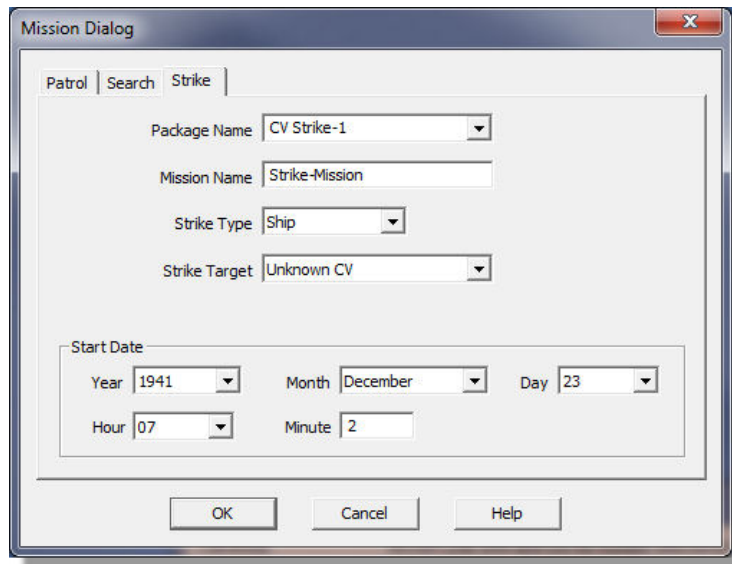 Mission Dialog
Patrol Search Strike
Package Name CV Strike-1
Mission Name Strike-Mission
Strike Type Ship
Strike Target Unknown CV
Start Date
Year 1941 Month December Day 23
Hour 07 Minute 2
OK Cancel Help